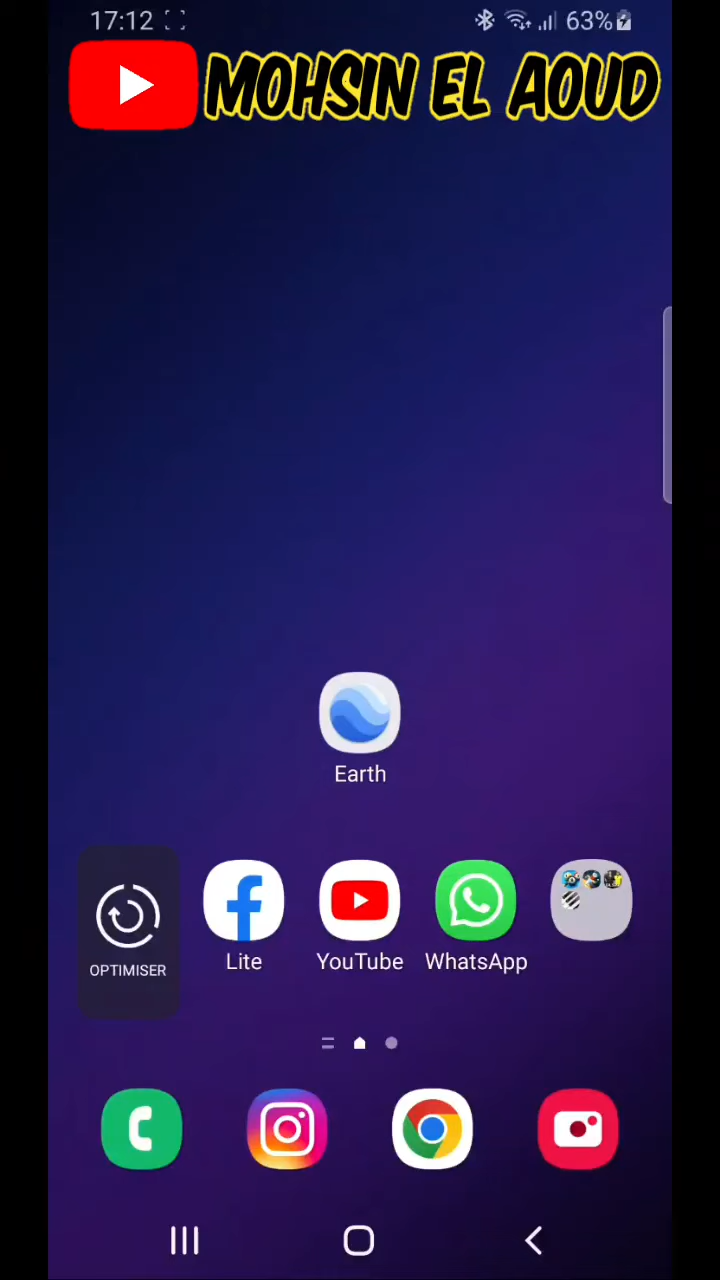 17:12
63%
MOHSIN EL AOUD
Earth
OPTIMISER
Lite
YouTube
WhatsApp